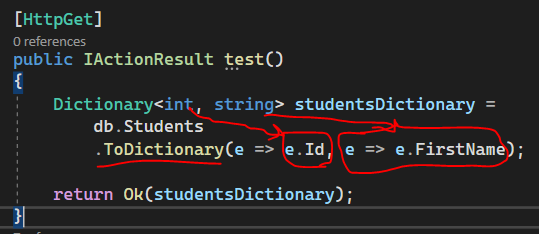 [HttpGet]
0 references
public IActionResult test()
{
Dictionary<int, string> studentsDictionary =
db.Students
.ToDictionary(e => e.Id, e => e.FirstName);
return Ok(studentsDictionary);
}